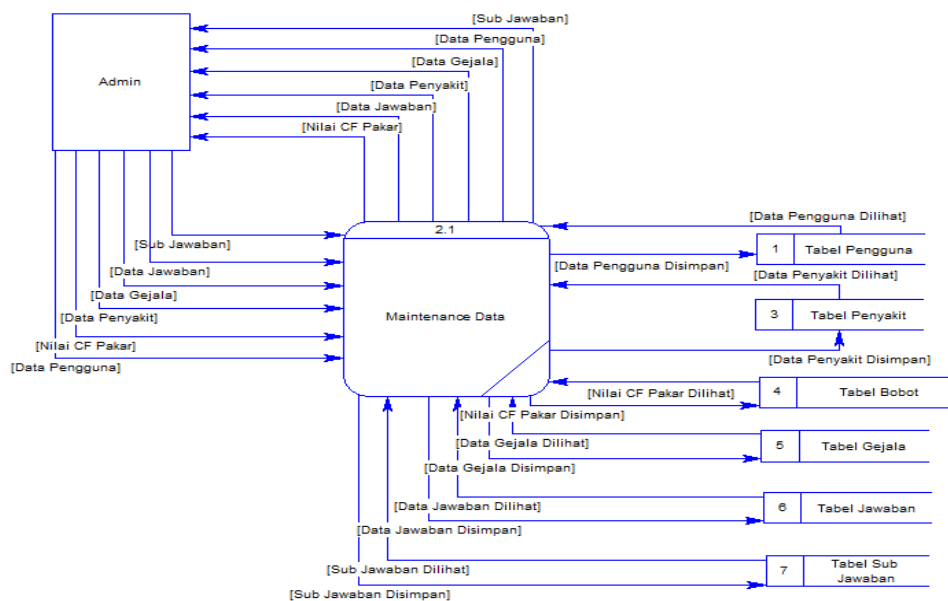 [Sub Jawaban]
[Data Pengguna]
[Data Gejala]
[Data Penyakit]
[Data Jawaban]
[Nilai CF Pakar]
Admin
[Sub Jawaban]
[Data Jawaban]
[Data Gejala]
[Data Penyakit]
[Nilai CF Pakar]
[Data Pengguna]
2.1
Maintenance Data
[Data Pengguna Dilihat]
1 Tabel Pengguna
[Data Pengguna Disimpan]
[Data Penyakit Dilihat]
3 Tabel Penyakit
[Data Penyakit Disimpan]
4 Tabel Bobot
[Nilai CF Pakar Dilihat]
[Nilai CF Pakar Disimpan]
5 Tabel Gejala
[Data Gejala Dilihat]
[Data Gejala Disimpan]
6 Tabel Jawaban
[Data Jawaban Dilihat]
[Data Jawaban Disimpan]
7 Tabel Sub
Jawaban
[Sub Jawaban Dilihat]
[Sub Jawaban Disimpan]